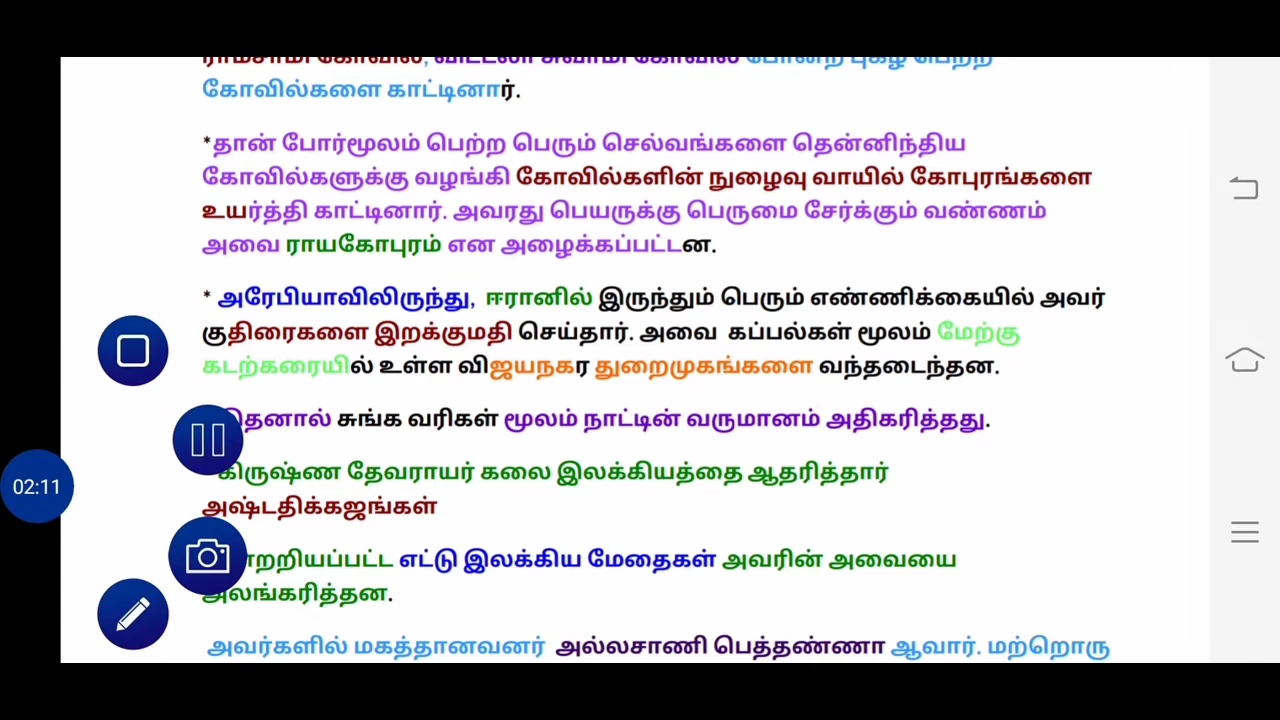 ராமசாமி கோவில், விட்டலா சுவாமி கோவில் போன்ற புகழ் பெற்ற
கோவில்களை காட்டினார்.
*தான் போர்மூலம் பெற்ற பெரும் செல்வங்களை தென்னிந்திய
கோவில்களுக்கு வழங்கி கோவில்களின் நுழைவு வாயில் கோபுரங்களை
உயர்த்தி காட்டினார். அவரது பெயருக்கு பெருமை சேர்க்கும் வண்ணம்
அவை ராயகோபுரம் என அழைக்கப்பட்டன.
* அரேபியாவிலிருந்து, ஈரானில் இருந்தும் பெரும் எண்ணிக்கையில் அவர்
குதிரைகளை இறக்குமதி செய்தார். அவை கப்பல்கள் மூலம் மேற்கு
கடற்கரையில் உள்ள விஜயநகர துறைமுகங்களை வந்தடைந்தன.
இதனால் சுங்க வரிகள் மூலம் நாட்டின் வருமானம் அதிகரித்தது.
கிருஷ்ண தேவராயர் கலை இலக்கியத்தை ஆதரித்தார்
அஷ்டதிக்கஜங்கள்
எட்டு இலக்கிய மேதைகள் அவரின் அவையை
அலங்கரித்தன.
அவர்களில் மகத்தானவனர் அல்லசாணி பெத்தண்ணா ஆவார். மற்றொரு
02:11